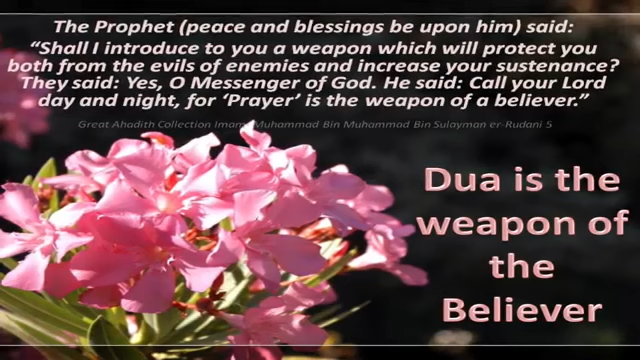 The Prophet (peace and blessings be upon him) said:
“Shall I introduce to you a weapon which will protect you
both from the evils of enemies and increase your sustenance?
They said: Yes, O Messenger of God. He said: Call your Lord
day and night, for ‘Prayer’ is the weapon of a believer.”
Great Ahadith Collection Imam Muhammad Bin Muhammad Bin Sulayman er-Rudani 5
Dua is the
weapon of
the
Believer